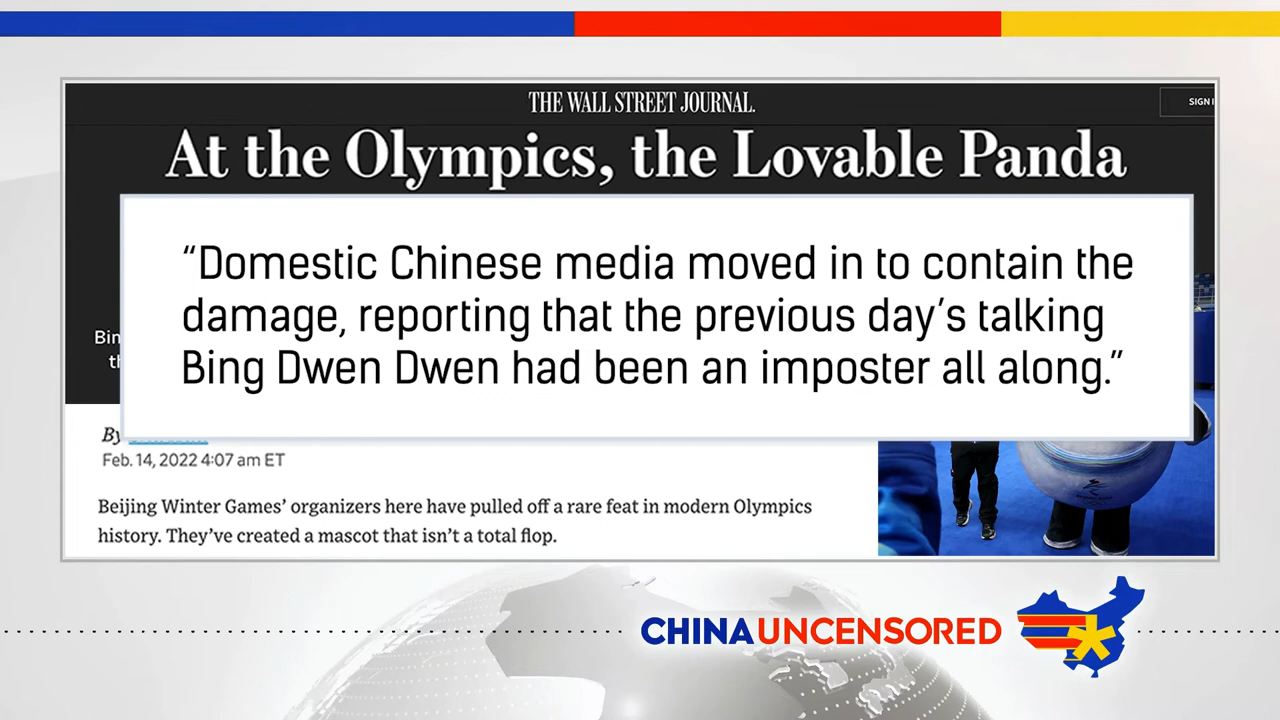 THE WALL STREET JOURNAL.
SIGN I
At the Olympics, the Lovable Panda
“Domestic Chinese media moved in to contain the
damage, reporting that the previous day’s talking
Bing Dwen Dwen had been an imposter all along.”
Bin
th
By
Feb. 14, 2022 4:07 am ET
Beijing Winter Games’ organizers here have pulled off a rare feat in modern Olympics
history. They’ve created a mascot that isn’t a total flop.
CHINAUNCENSORED